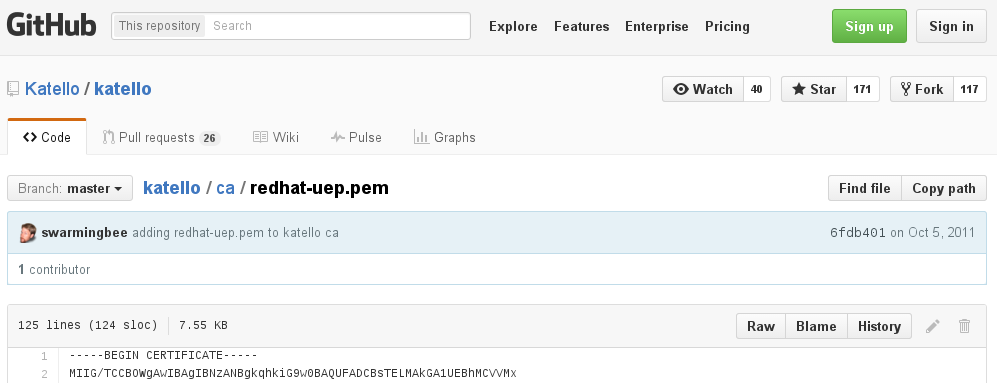 GitHub This repository Search Explore Features Enterprise Pricing Sign up Sign in
Katello / katello Watch 40 Star 171 Fork 117
Code Pull requests 26 Wiki Pulse Graphs
Branch: master katello / ca / redhat-uep.pem Find file Copy path
swarmingbee adding redhat-uep.pem to katello ca 6fdb401 on Oct 5, 2011
1 contributor
125 lines (124 sloc) 7.55 KB Raw Blame History
1 -----BEGIN CERTIFICATE-----
2 MIIG/TCCBOWgAwIBAgIBNzANBgkqhkiG9w0BAQUFADCBsTELMAkGA1UEBhMCVVMx